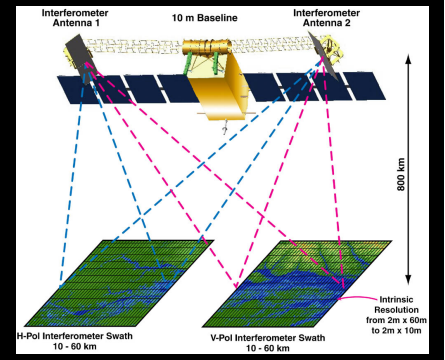 Interferometer
Antenna 1
10 m Baseline
Interferometer
Antenna 2
800 km
Intrinsic
Resolution
from 2m x 60m
to 2m x 10m
H-Pol Interferometer Swath
10 - 60 km
V-Pol Interferometer Swath
10 - 60 km